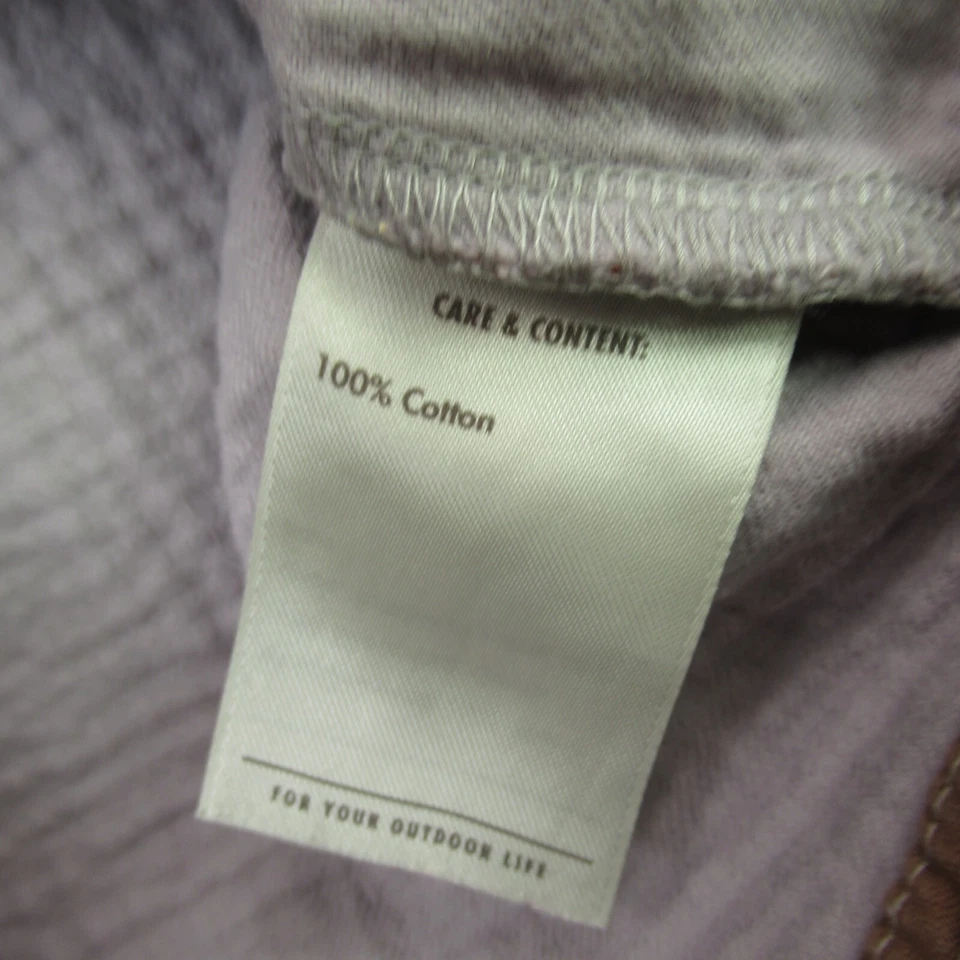 CARE & CONTENT:
100% Cotton
FOR YOUR OUTDOOR LIFE